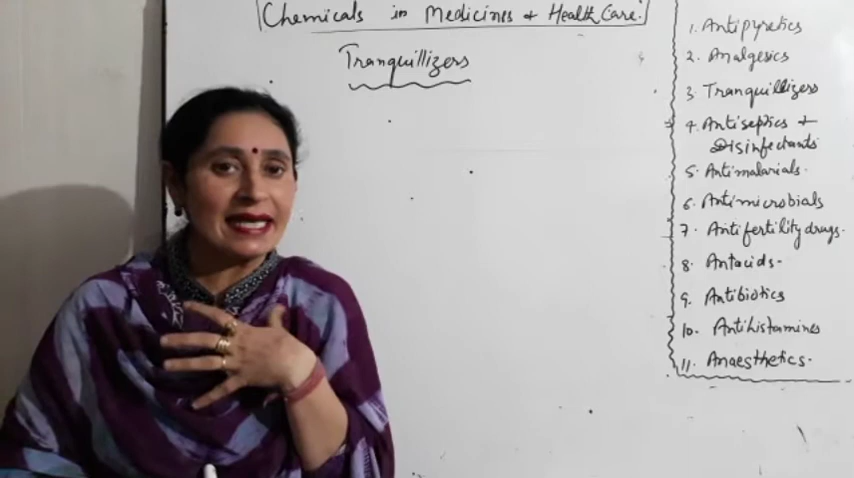 Chemicals in Medicines & Health Care.
Tranquillizers
1. Antipyretics
2. Analgesics
3. Tranquillizers
4. Antiseptics &
Disinfectants
5. Antimalarials.
6. Antimicrobials
7. Antifertility drugs.
8. Antacids.
9. Antibiotics
10. Antihistamines
11. Anaesthetics.